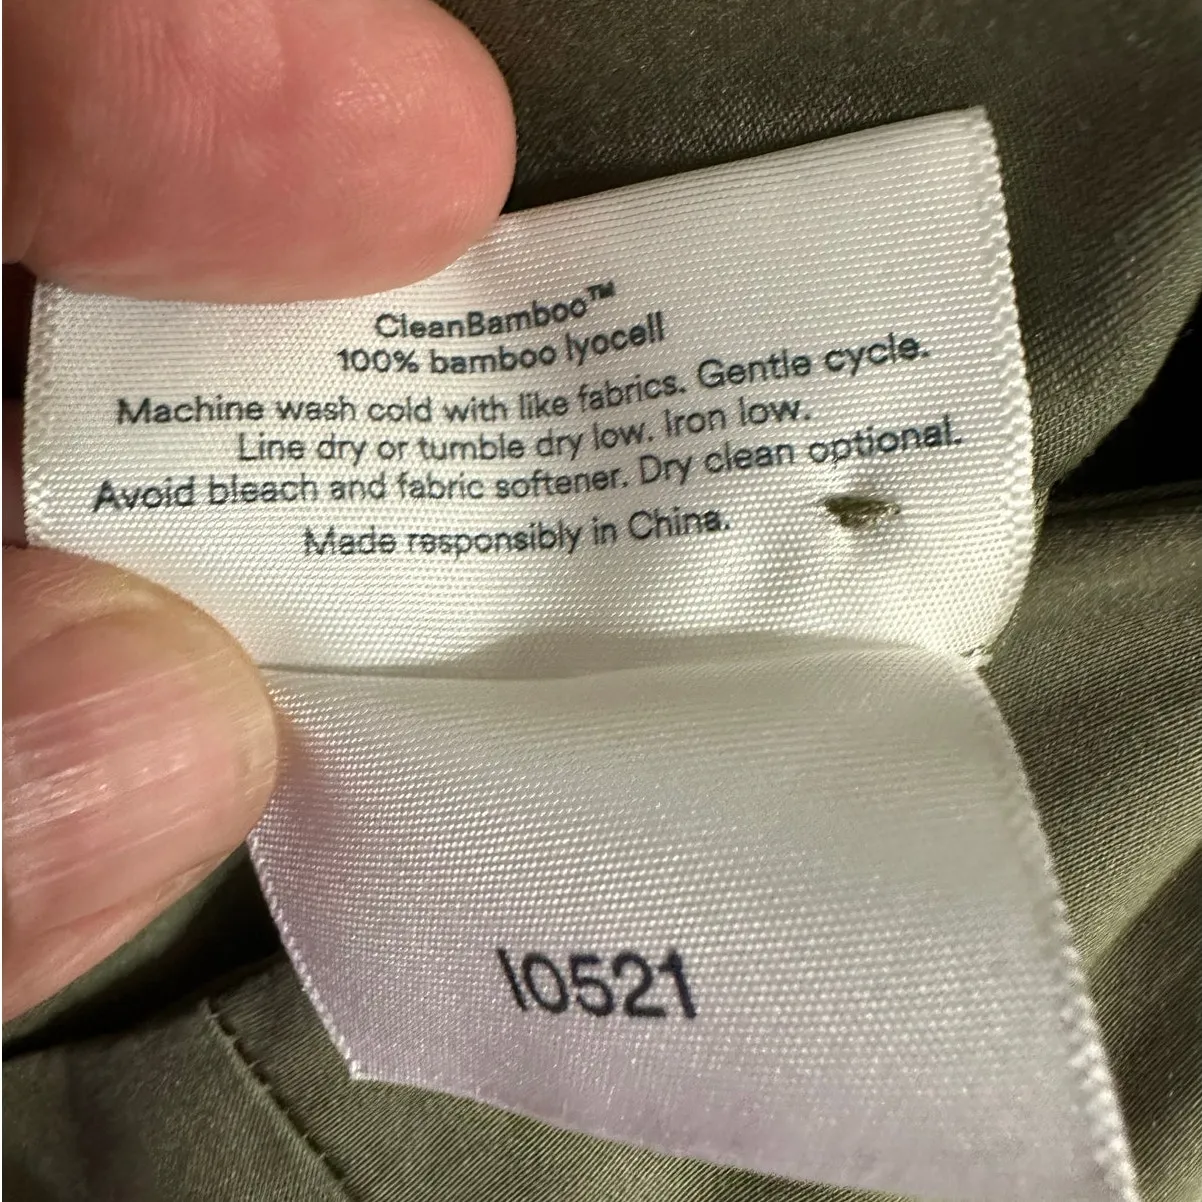 CleanBamboo™
100% bamboo lyocell
Machine wash cold with like fabrics. Gentle cycle.
Line dry or tumble dry low. Iron low.
Avoid bleach and fabric softener. Dry clean optional.
Made responsibly in China.
I0521